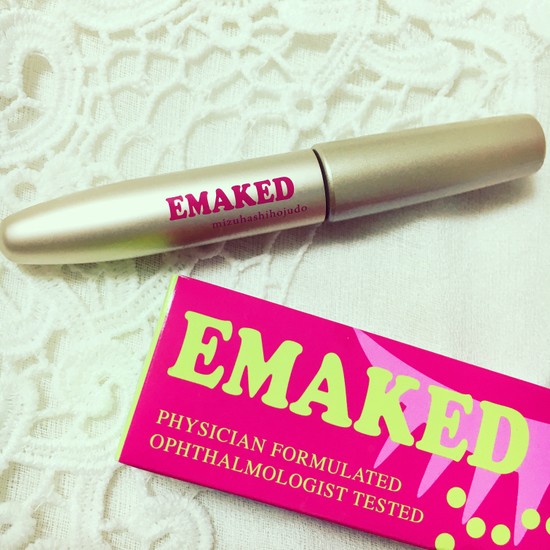 EMAKED
mizuhashihojudo
EMAKED
PHYSICIAN FORMULATED
OPHTHALMOLOGIST TESTED